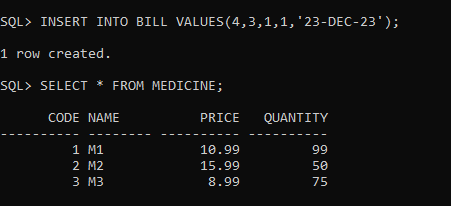 SQL> INSERT INTO BILL VALUES(4,3,1,1,'23-DEC-23');
1 row created.
SQL> SELECT * FROM MEDICINE;
      CODE NAME          PRICE   QUANTITY
---------- -------- ---------- ----------
         1 M1            10.99         99
         2 M2            15.99         50
         3 M3             8.99         75